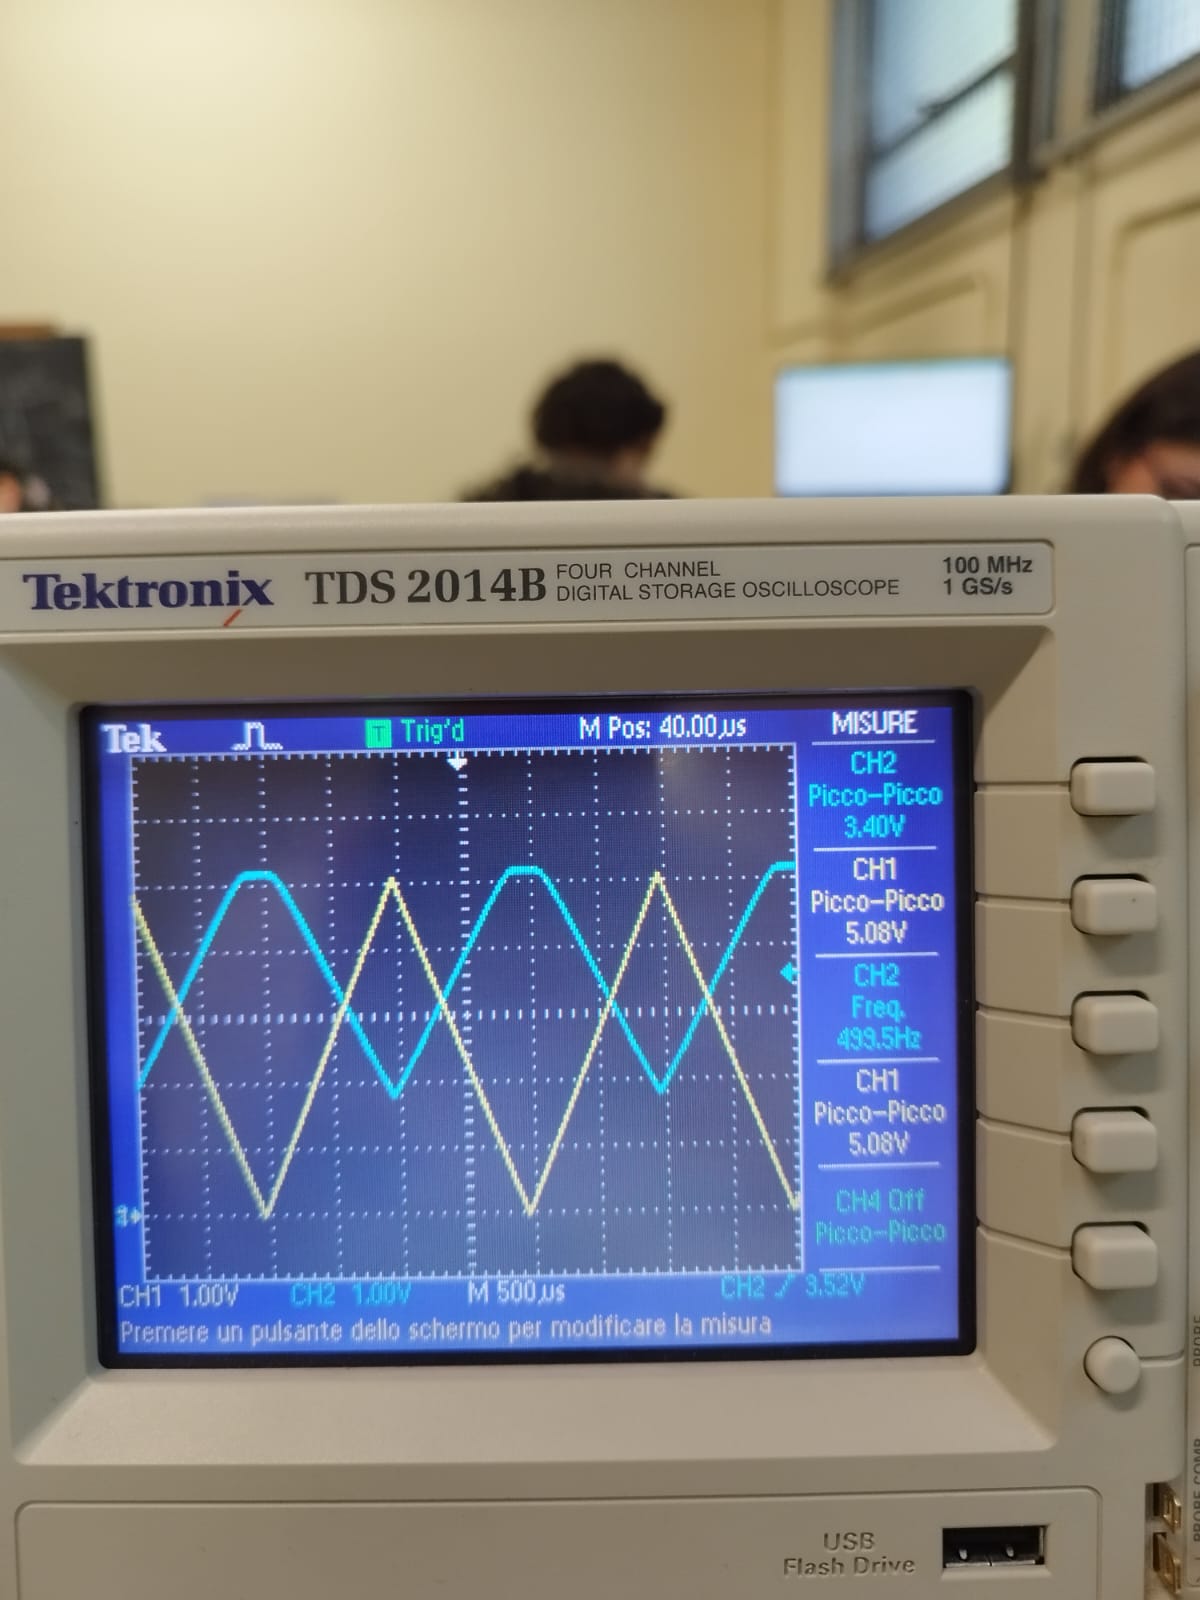 Tektronix TDS 2014B FOUR CHANNEL DIGITAL STORAGE OSCILLOSCOPE 100 MHz 1 GS/s
Tek T Trig'd M Pos: 40.00µs MISURE
CH2
Picco-Picco
3.40V
CH1
Picco-Picco
5.08V
CH2
Freq.
499.5Hz
CH1
Picco-Picco
5.08V
CH4 Off
Picco-Picco
CH1 1.00V CH2 1.00V M 500µs CH2 3.52V
Premere un pulsante dello schermo per modificare la misura
USB
Flash Drive
PROBE COMP